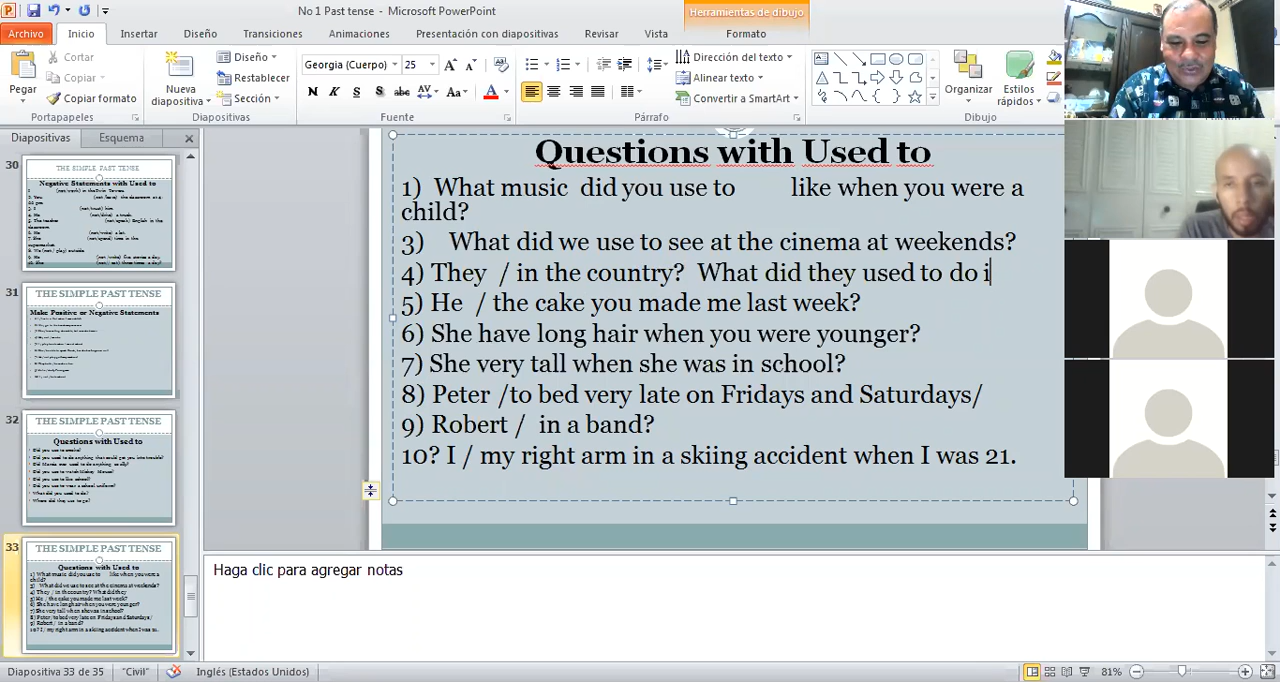 No 1 Past tense - Microsoft PowerPoint
Herramientas de dibujo
Archivo
Inicio
Insertar
Diseño
Transiciones
Animaciones
Presentación con diapositivas
Revisar
Vista
Formato
Pegar
Cortar
Copiar
Copiar formato
Portapapeles
Nueva
diapositiva
Diseño
Restablecer
Sección
Diapositivas
Georgia (Cuerpo)
25
N K S S abc AV Aa A
Fuente
Párrafo
Dirección del texto
Alinear texto
Convertir a SmartArt
Organizar
Estilos
rápidos
Dibujo
Diapositivas
Esquema
30
THE SIMPLE PAST TENSE
Negative Statements with Used to
31
THE SIMPLE PAST TENSE
Make Positive or Negative Statements
32
THE SIMPLE PAST TENSE
Questions with Used to
33
THE SIMPLE PAST TENSE
Questions with Used to
Questions with Used to
1) What music did you use to like when you were a
child?
3) What did we use to see at the cinema at weekends?
4) They / in the country? What did they used to do i
5) He / the cake you made me last week?
6) She have long hair when you were younger?
7) She very tall when she was in school?
8) Peter /to bed very late on Fridays and Saturdays/
9) Robert / in a band?
10? I / my right arm in a skiing accident when I was 21.
Haga clic para agregar notas
Diapositiva 33 de 35
"Civil"
Inglés (Estados Unidos)
81%